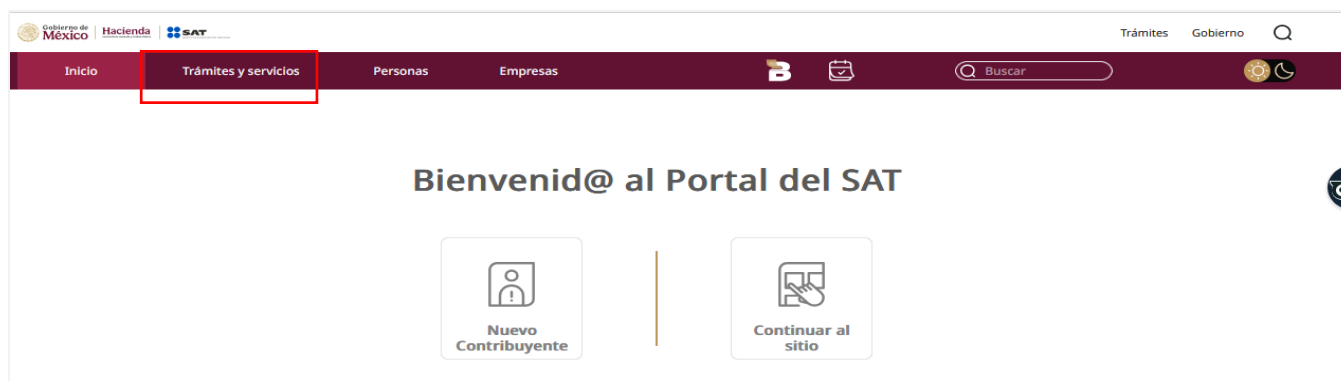 Gobierno de México Hacienda SAT Trámites Gobierno
Inicio Trámites y servicios Personas Empresas Buscar
Bienvenid@ al Portal del SAT
Nuevo
Contribuyente
Continuar al
sitio